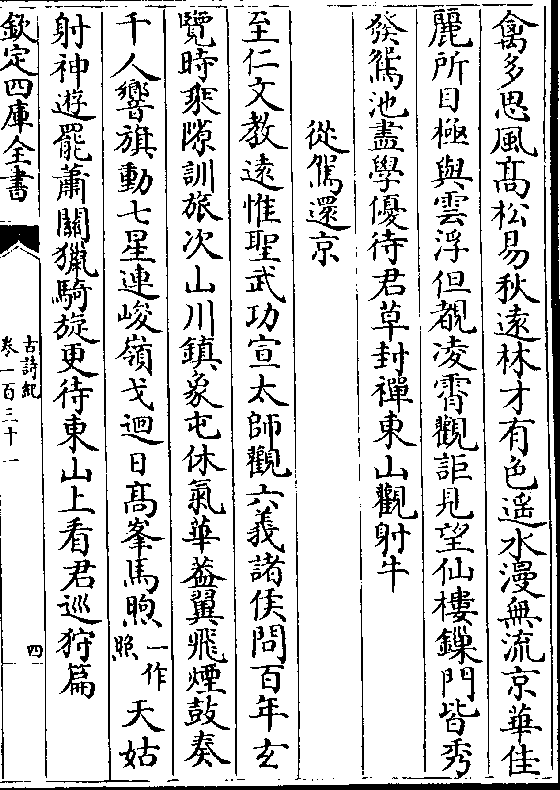 禽多思風髙松易秋遠林才有色遥水漫無流京華佳
麗所目極與雲浮但覩凌霄觀詎見望仙樓鏁門皆秀
發鴛池盡學優待君草封禪東山觀射牛
從駕還京
至仁文教遠惟聖武功宣太師觀六義諸侯問百年玄
覽時乘隙訓旅次山川鎮象屯休氣華葢翼飛煙鼓奏
千人響旗動七星連峻嶺戈迴日髙峯馬煦一作照天姑
射神遊罷蕭關獵騎旋更待東山上看君巡狩篇
欽定四庫全書
古詩紀
卷一百三十一
四